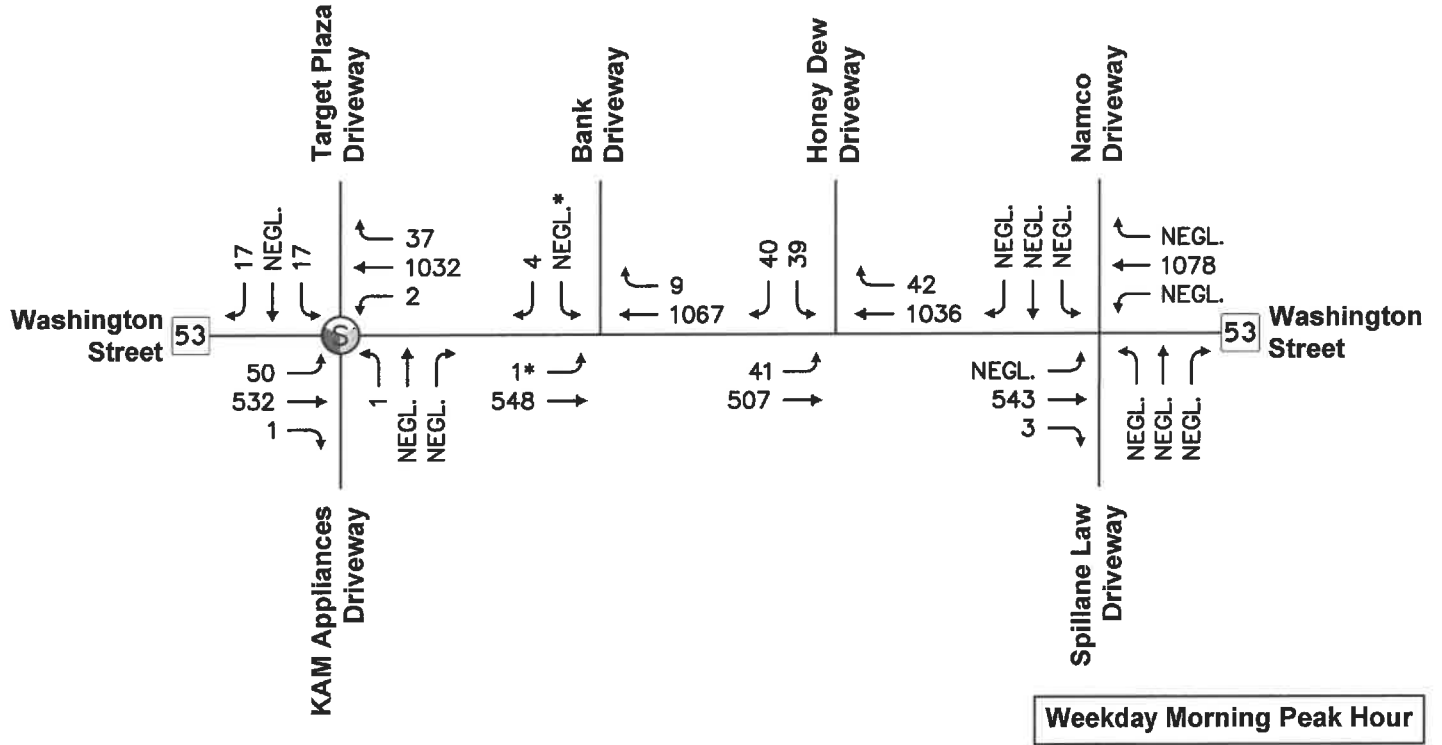 Target Plaza
Driveway
Bank
Driveway
Honey Dew
Driveway
Namco
Driveway
17
NEGL.
17
37
1032
2
4
NEGL.*
9
1067
40
39
42
1036
NEGL.
NEGL.
NEGL.
NEGL.
1078
NEGL.
Washington
Street
53
S
53
Washington
Street
50
532
1
1
NEGL.
NEGL.
1*
548
41
507
NEGL.
543
3
NEGL.
NEGL.
NEGL.
KAM Appliances
Driveway
Spillane Law
Driveway
Weekday Morning Peak Hour